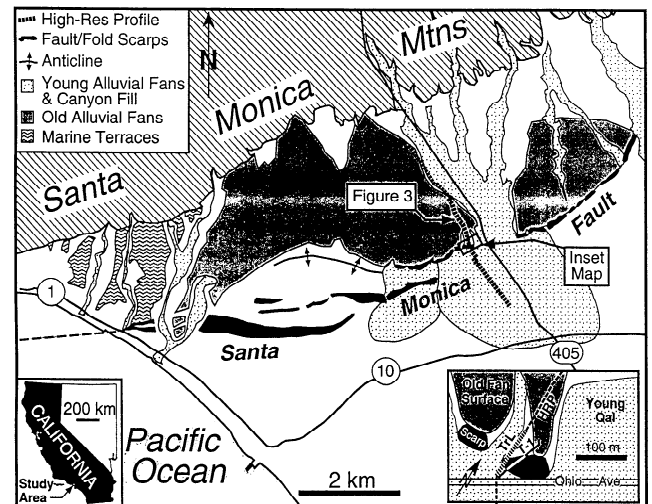 High-Res Profile
Fault/Fold Scarps
Anticline
Young Alluvial Fans
& Canyon Fill
Old Alluvial Fans
Marine Terraces
N
Santa
Monica
Mtns
Figure 3
Fault
Inset
Map
Monica
Santa
1
10
405
CALIFORNIA
200 km
Study
Area
Pacific
Ocean
2 km
Old Fan
Surface
scarp
HRP
Young
Qal
100 m
Ohio Ave
N